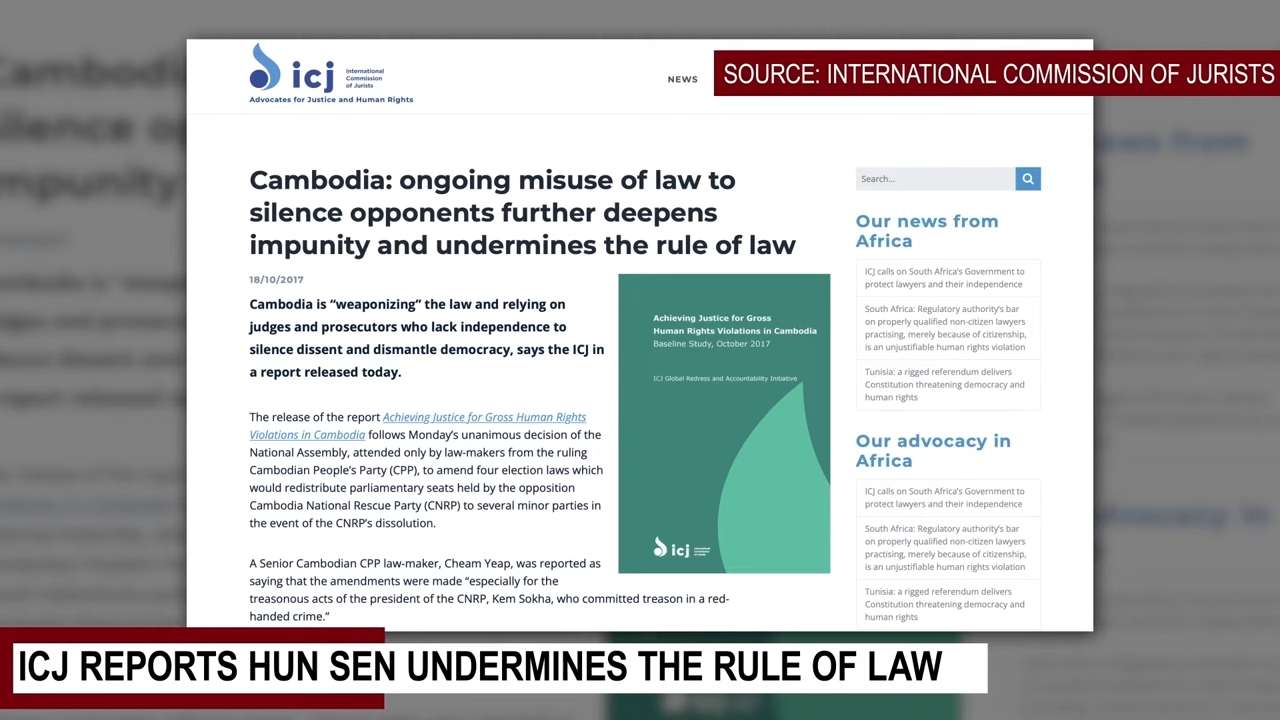 icj
International
Commission
of Jurists
Advocates for Justice and Human Rights
NEWS
SOURCE: INTERNATIONAL COMMISSION OF JURISTS
Cambodia: ongoing misuse of law to
silence opponents further deepens
impunity and undermines the rule of law
18/10/2017
Cambodia is “weaponizing” the law and relying on
judges and prosecutors who lack independence to
silence dissent and dismantle democracy, says the ICJ in
a report released today.
The release of the report Achieving Justice for Gross Human Rights
Violations in Cambodia follows Monday’s unanimous decision of the
National Assembly, attended only by law-makers from the ruling
Cambodian People’s Party (CPP), to amend four election laws which
would redistribute parliamentary seats held by the opposition
Cambodia National Rescue Party (CNRP) to several minor parties in
the event of the CNRP’s dissolution.
A Senior Cambodian CPP law-maker, Cheam Yeap, was reported as
saying that the amendments were made “especially for the
treasonous acts of the president of the CNRP, Kem Sokha, who committed treason in a red-
handed crime.”
Achieving Justice for Gross
Human Rights Violations in Cambodia
Baseline Study, October 2017
ICJ Global Redress and Accountability Initiative
icj
Search...
Our news from
Africa
ICJ calls on South Africa’s Government to
protect lawyers and their independence
South Africa: Regulatory authority’s bar
on properly qualified non-citizen lawyers
practising, merely because of citizenship,
is an unjustifiable human rights violation
Tunisia: a rigged referendum delivers
Constitution threatening democracy and
human rights
Our advocacy in
Africa
ICJ calls on South Africa’s Government to
protect lawyers and their independence
South Africa: Regulatory authority’s bar
on properly qualified non-citizen lawyers
practising, merely because of citizenship,
is an unjustifiable human rights violation
Tunisia: a rigged referendum delivers
Constitution threatening democracy and
human rights
ICJ REPORTS HUN SEN UNDERMINES THE RULE OF LAW